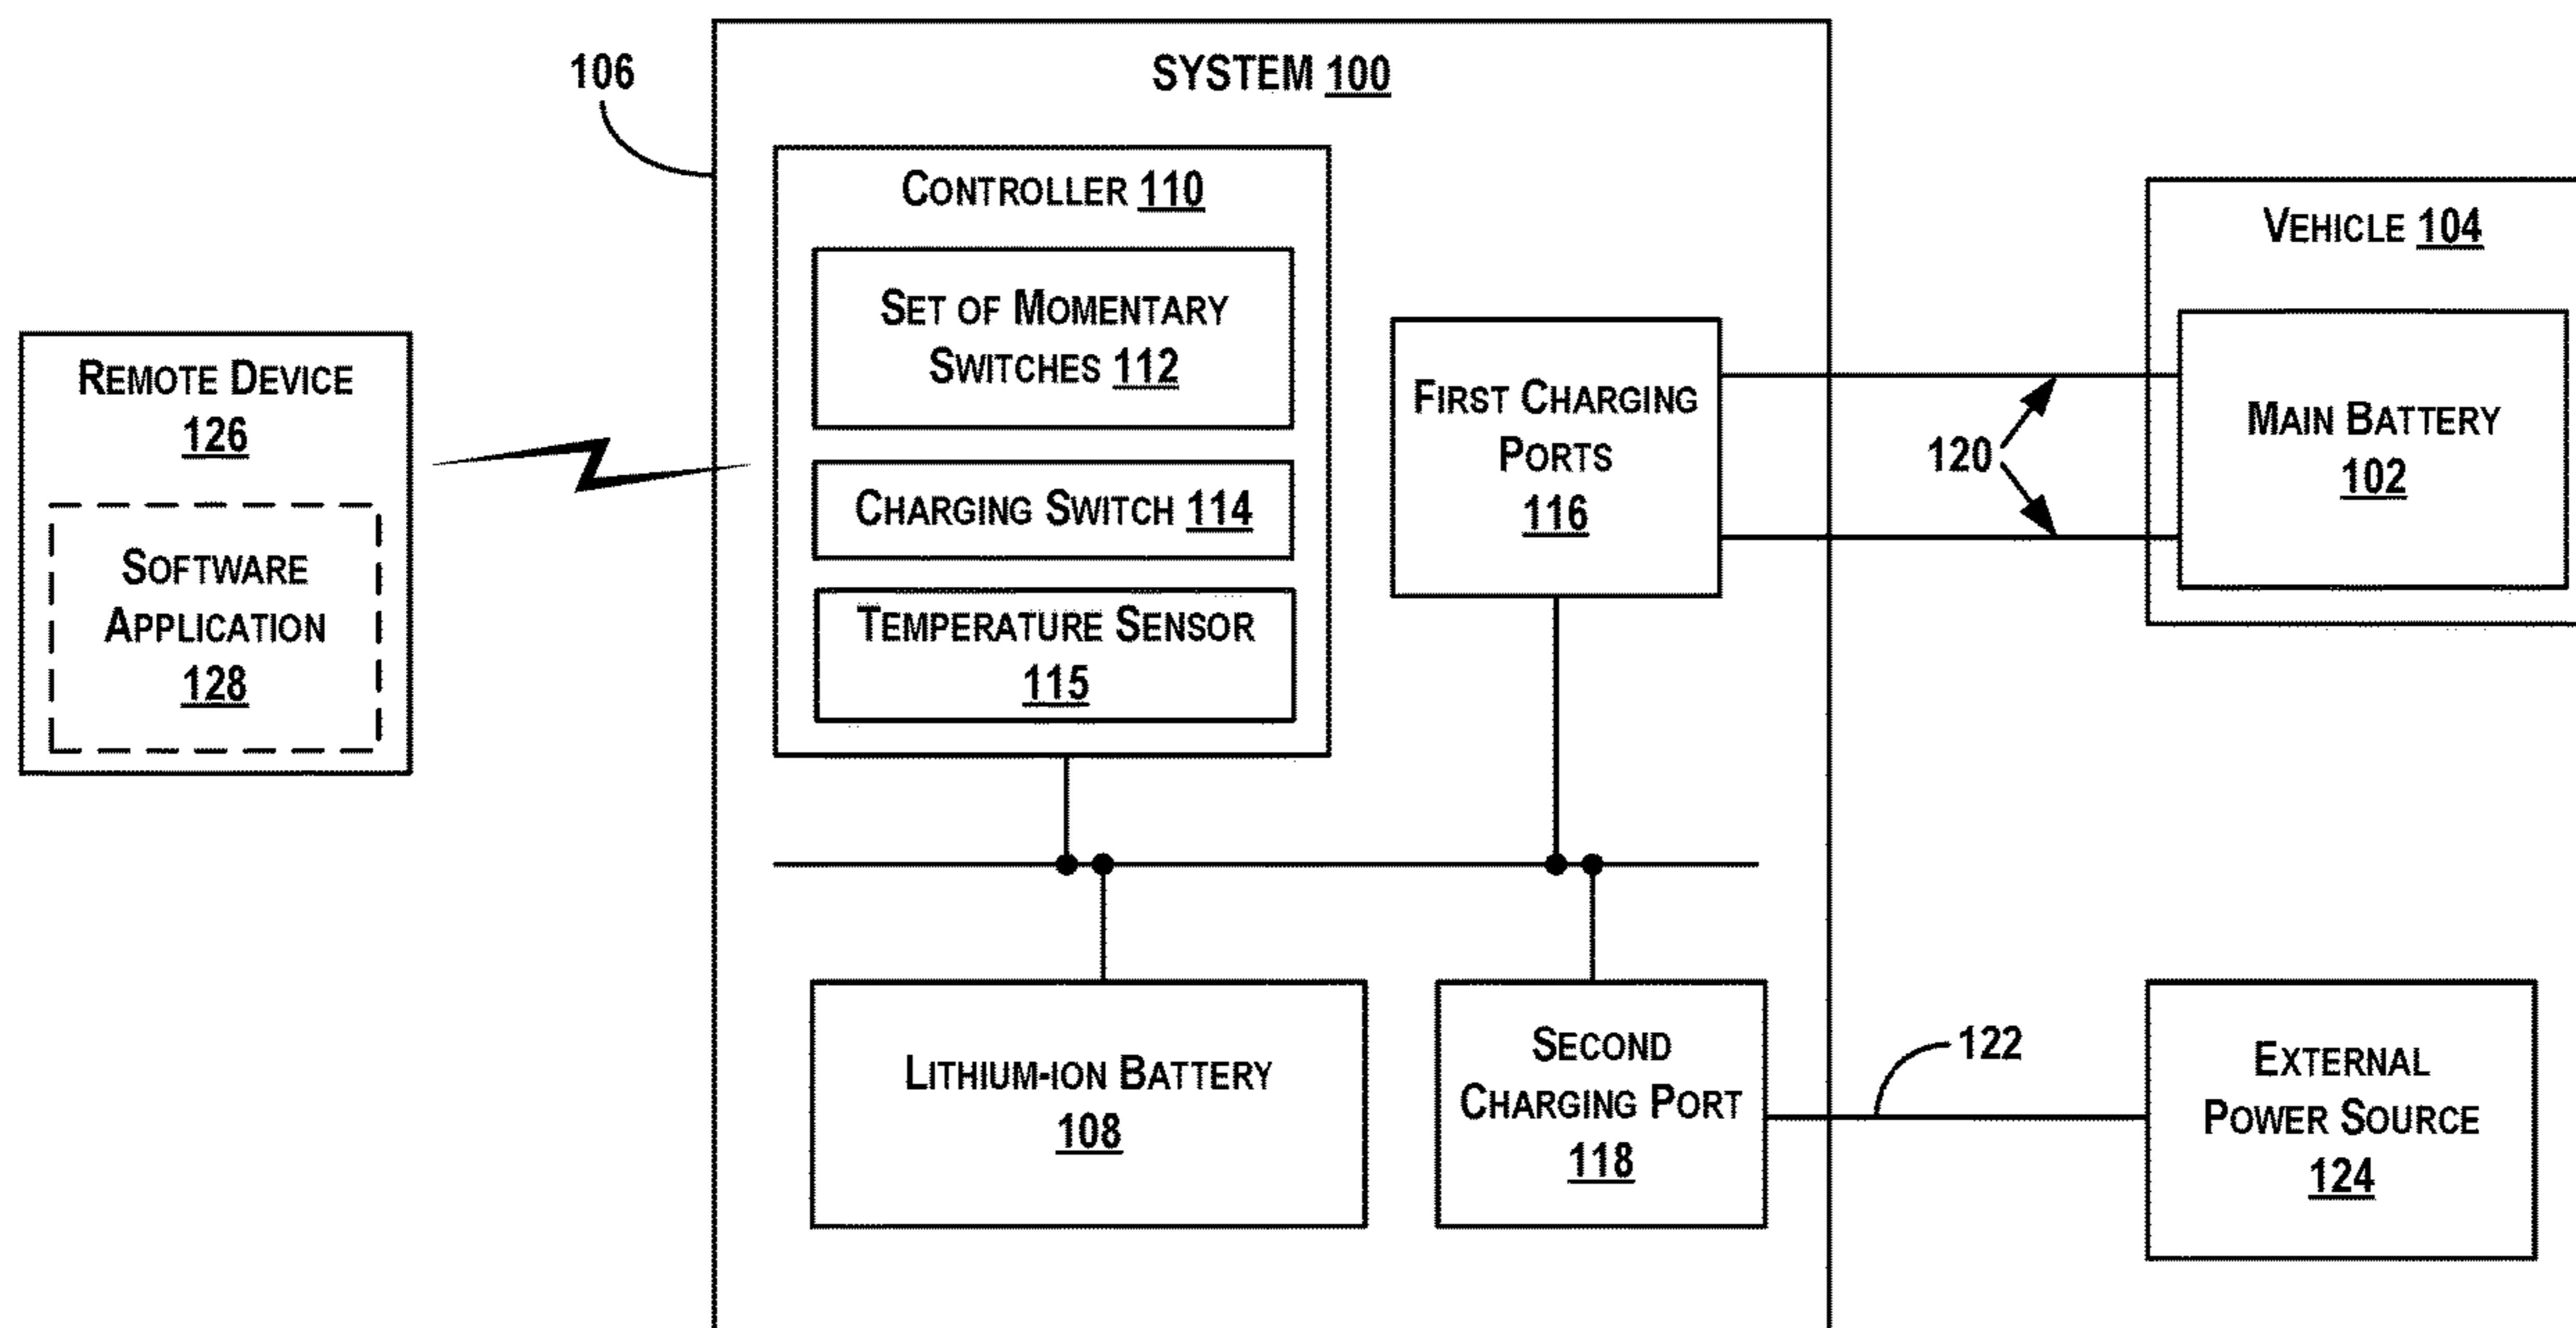 106
SYSTEM 100
CONTROLLER 110
SET OF MOMENTARY
SWITCHES 112
CHARGING SWITCH 114
TEMPERATURE SENSOR
115
REMOTE DEVICE
126
SOFTWARE
APPLICATION
128
FIRST CHARGING
PORTS
116
120
VEHICLE 104
MAIN BATTERY
102
LITHIUM-ION BATTERY
108
SECOND
CHARGING PORT
118
122
EXTERNAL
POWER SOURCE
124